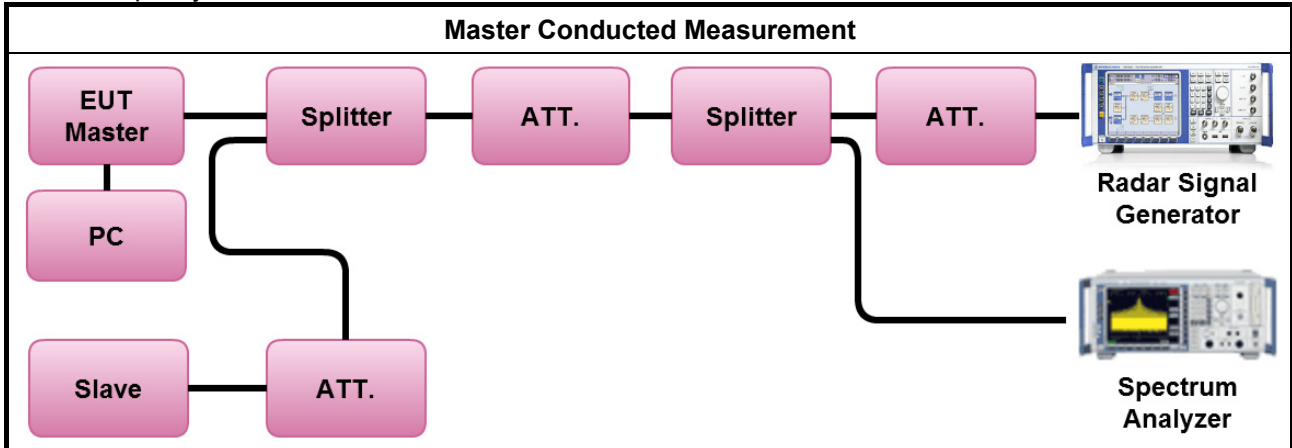 Master Conducted Measurement
EUT
Master
Splitter
ATT.
Splitter
ATT.
Radar Signal
Generator
PC
Slave
ATT.
Spectrum
Analyzer